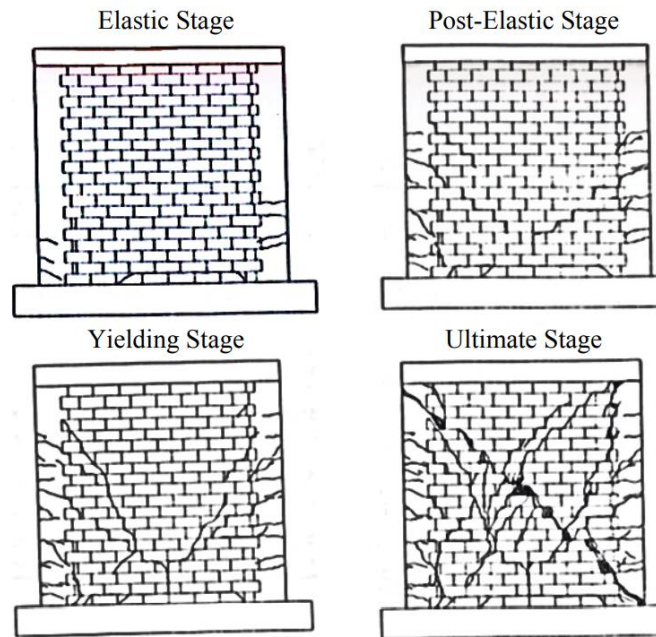 Elastic Stage
Post-Elastic Stage
Yielding Stage
Ultimate Stage